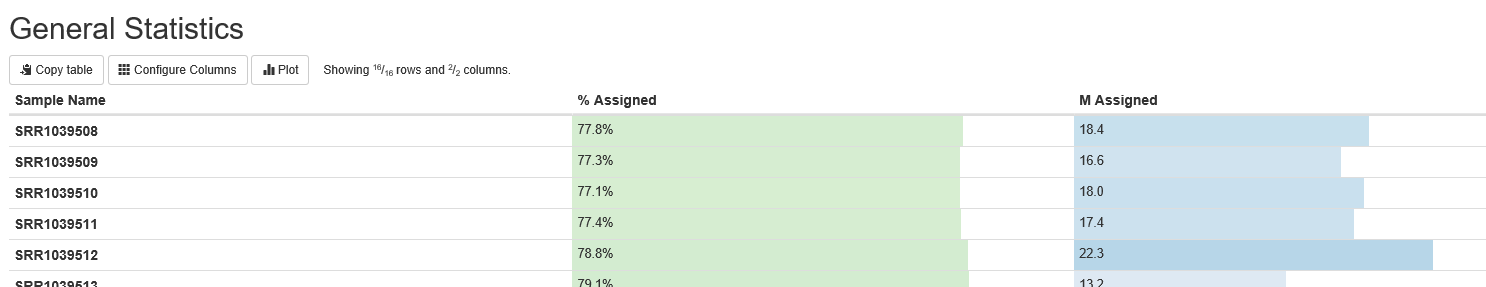 General Statistics
Copy table Configure Columns Plot Showing 16/16 rows and 2/2 columns.
Sample Name % Assigned M Assigned
SRR1039508 77.8% 18.4
SRR1039509 77.3% 16.6
SRR1039510 77.1% 18.0
SRR1039511 77.4% 17.4
SRR1039512 78.8% 22.3
SRR1039513 79.1% 13.2